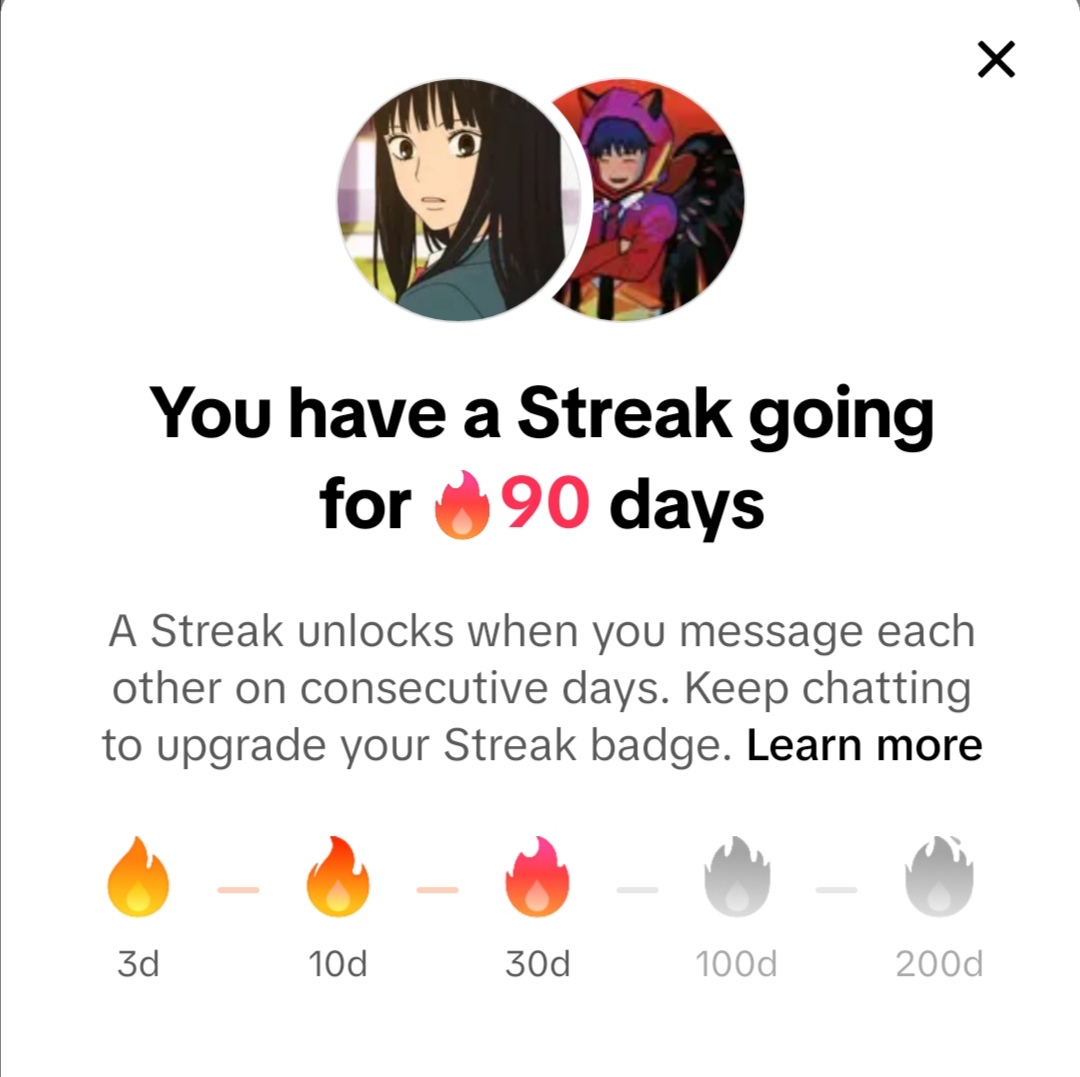 You have a Streak going
for 🔥90 days
A Streak unlocks when you message each
other on consecutive days. Keep chatting
to upgrade your Streak badge. Learn more
3d 10d 30d 100d 200d